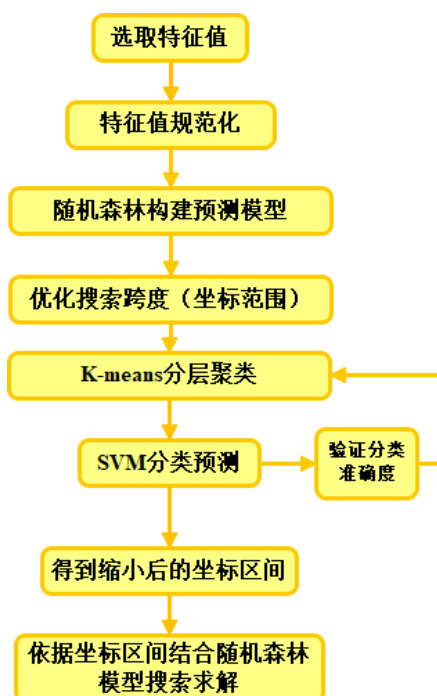 选取特征值
特征值规范化
随机森林构建预测模型
优化搜索跨度（坐标范围）
K-means分层聚类
SVM分类预测
验证分类
准确度
得到缩小后的坐标区间
依据坐标区间结合随机森林
模型搜索求解